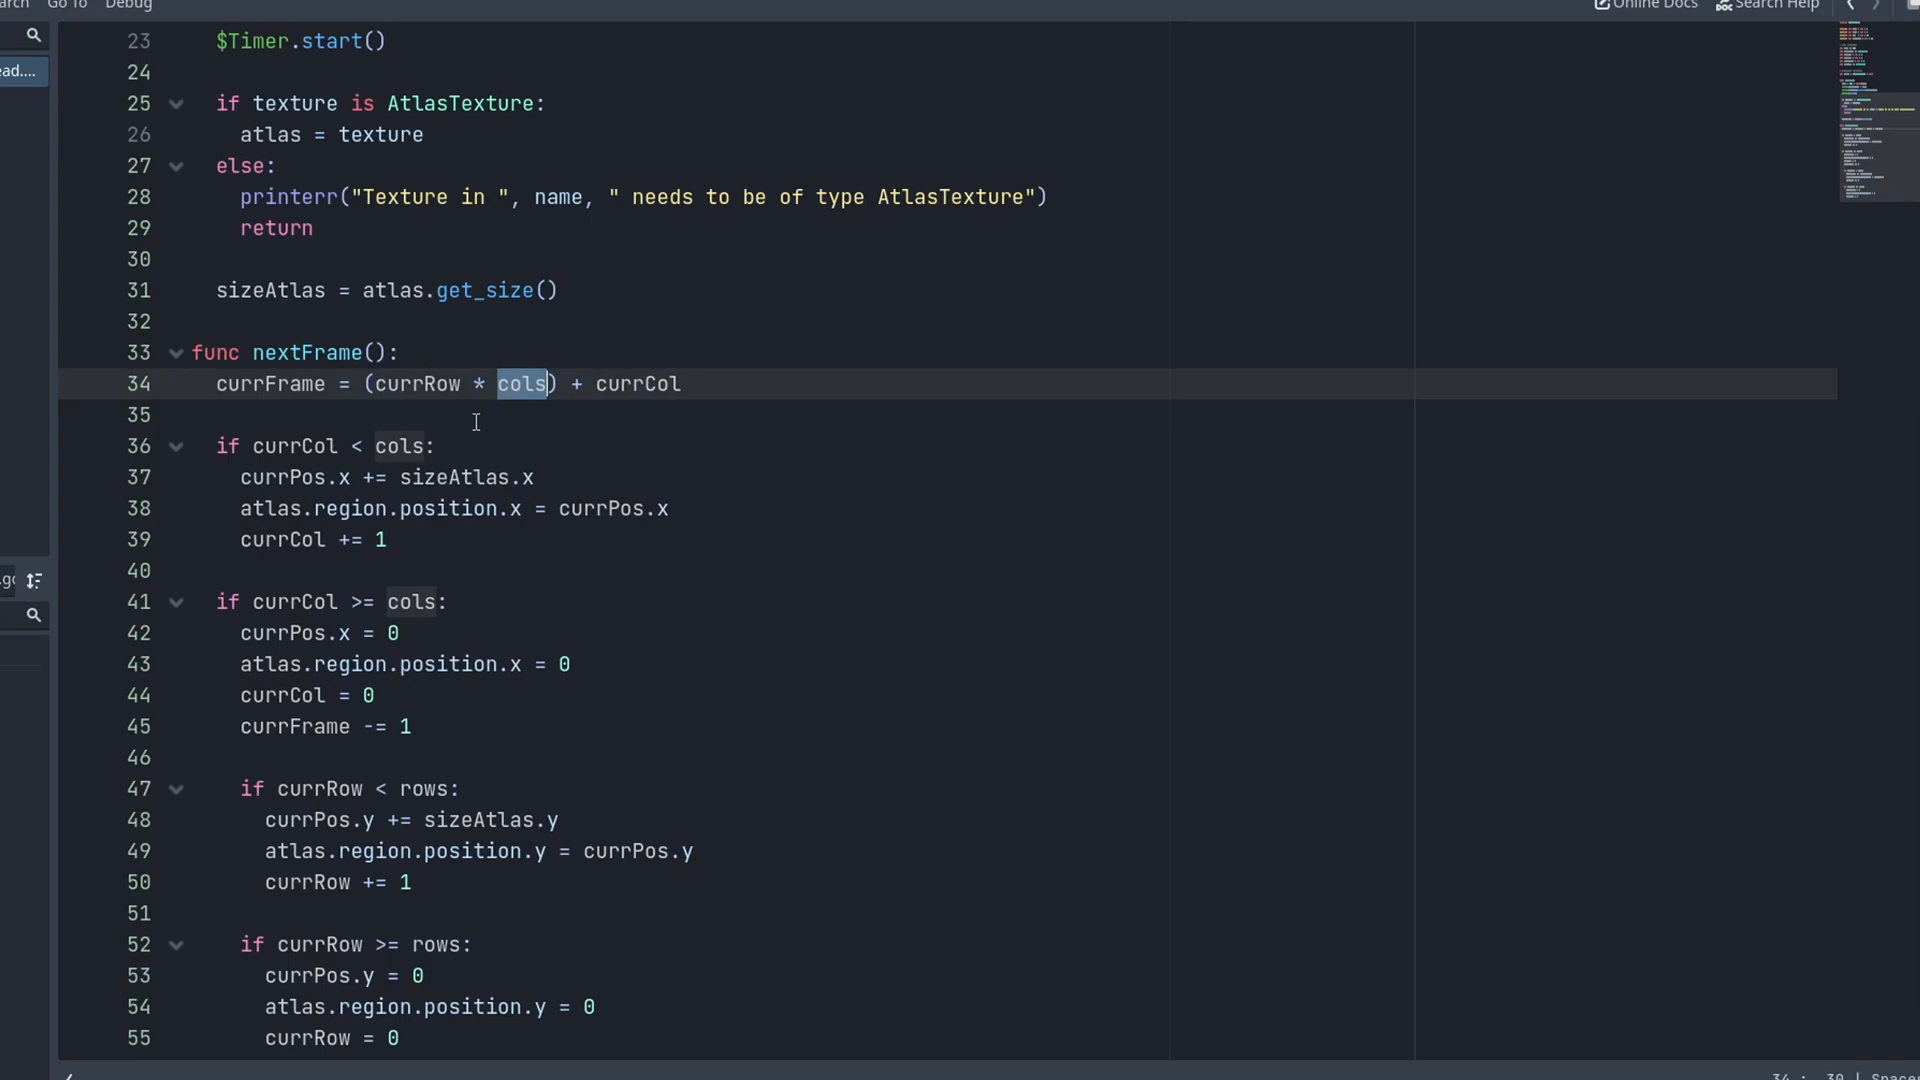 arch Go To Debug Online Docs Search Help
ead....
23 $Timer.start()
24
25 if texture is AtlasTexture:
26 atlas = texture
27 else:
28 printerr("Texture in ", name, " needs to be of type AtlasTexture")
29 return
30
31 sizeAtlas = atlas.get_size()
32
33 func nextFrame():
34 currFrame = (currRow * cols) + currCol
35
36 if currCol < cols:
37 currPos.x += sizeAtlas.x
38 atlas.region.position.x = currPos.x
39 currCol += 1
40
.go
41 if currCol >= cols:
42 currPos.x = 0
43 atlas.region.position.x = 0
44 currCol = 0
45 currFrame -= 1
46
47 if currRow < rows:
48 currPos.y += sizeAtlas.y
49 atlas.region.position.y = currPos.y
50 currRow += 1
51
52 if currRow >= rows:
53 currPos.y = 0
54 atlas.region.position.y = 0
55 currRow = 0
34 : 30 | Spaces